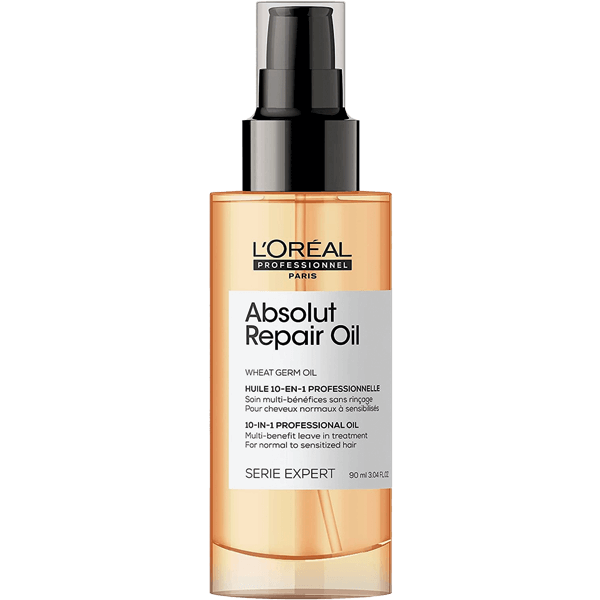 L'ORÉAL
PROFESSIONNEL
PARIS
Absolut
Repair Oil
WHEAT GERM OIL
HUILE 10-EN-1 PROFESSIONNELLE
Soin multi-bénéfices sans rinçage
Pour cheveux normaux à sensibilisés
10-IN-1 PROFESSIONAL OIL
Multi-benefit leave in treatment
For normal to sensitized hair
SERIE EXPERT
90 ml 3.04 FL.OZ